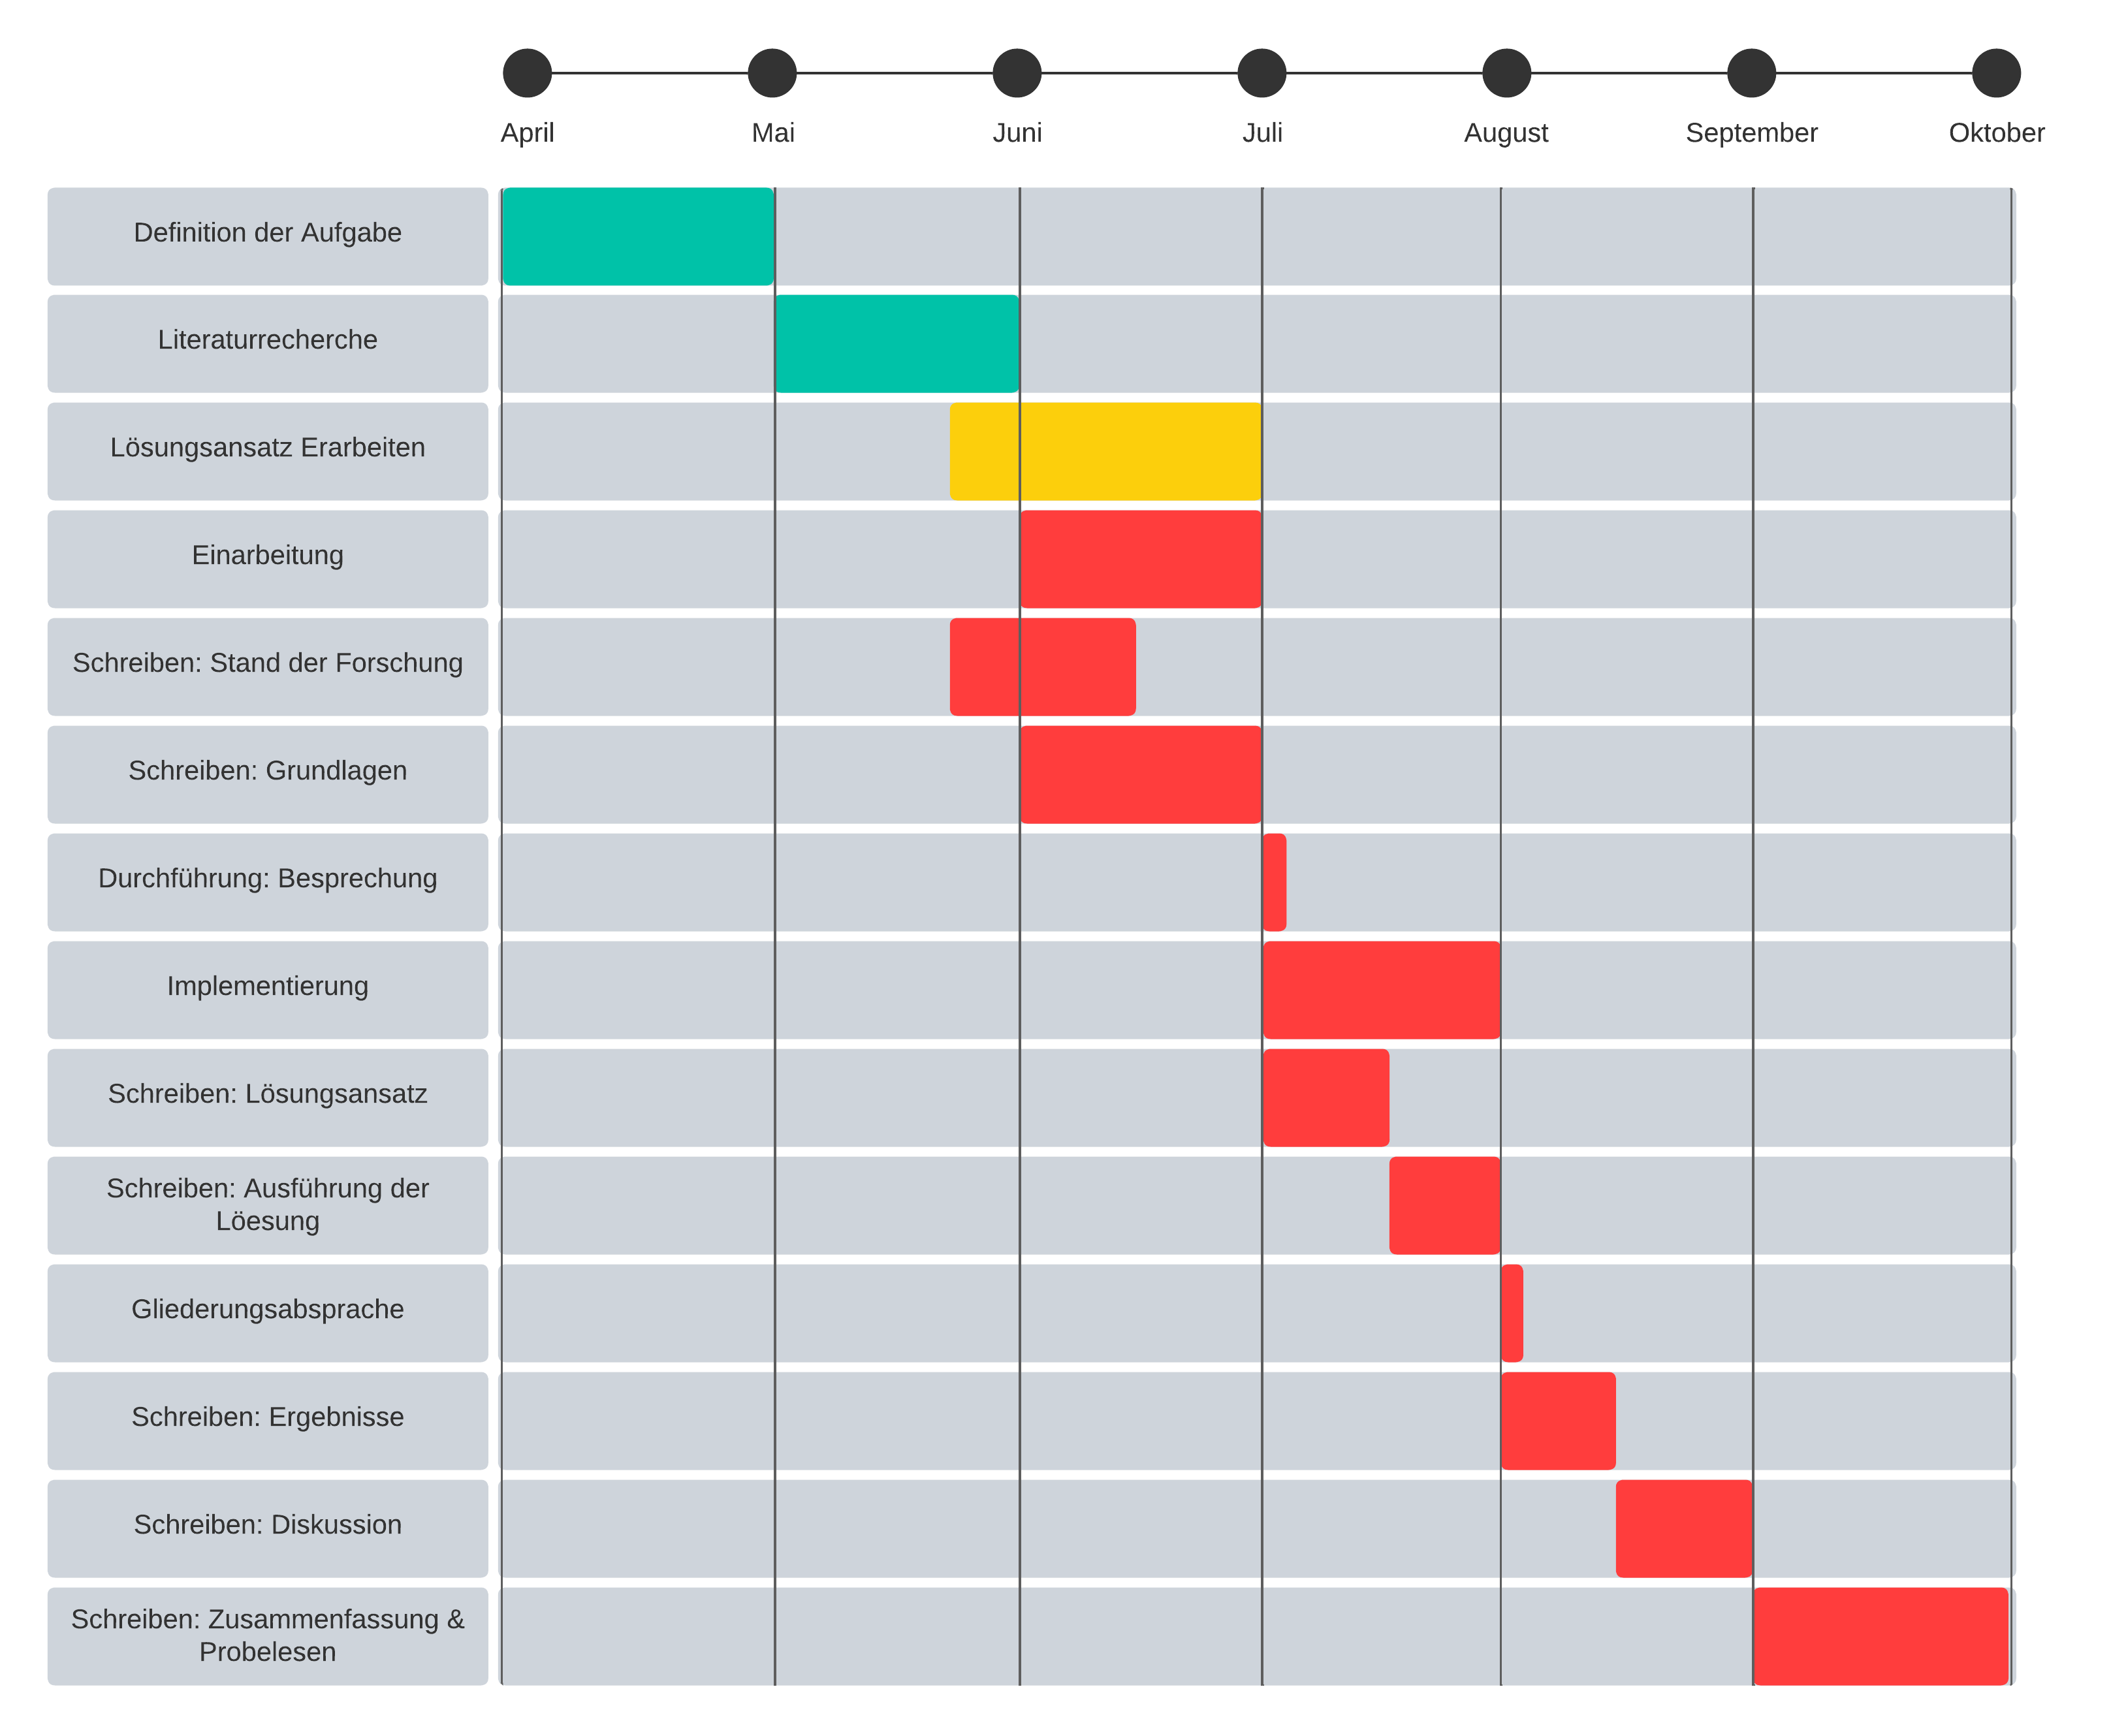 April
Mai
Juni
Juli
August
September
Oktober
Definition der Aufgabe
Literaturrecherche
Lösungsansatz Erarbeiten
Einarbeitung
Schreiben: Stand der Forschung
Schreiben: Grundlagen
Durchführung: Besprechung
Implementierung
Schreiben: Lösungsansatz
Schreiben: Ausführung der
Löesung
Gliederungsabsprache
Schreiben: Ergebnisse
Schreiben: Diskussion
Schreiben: Zusammenfassung &
Probelesen